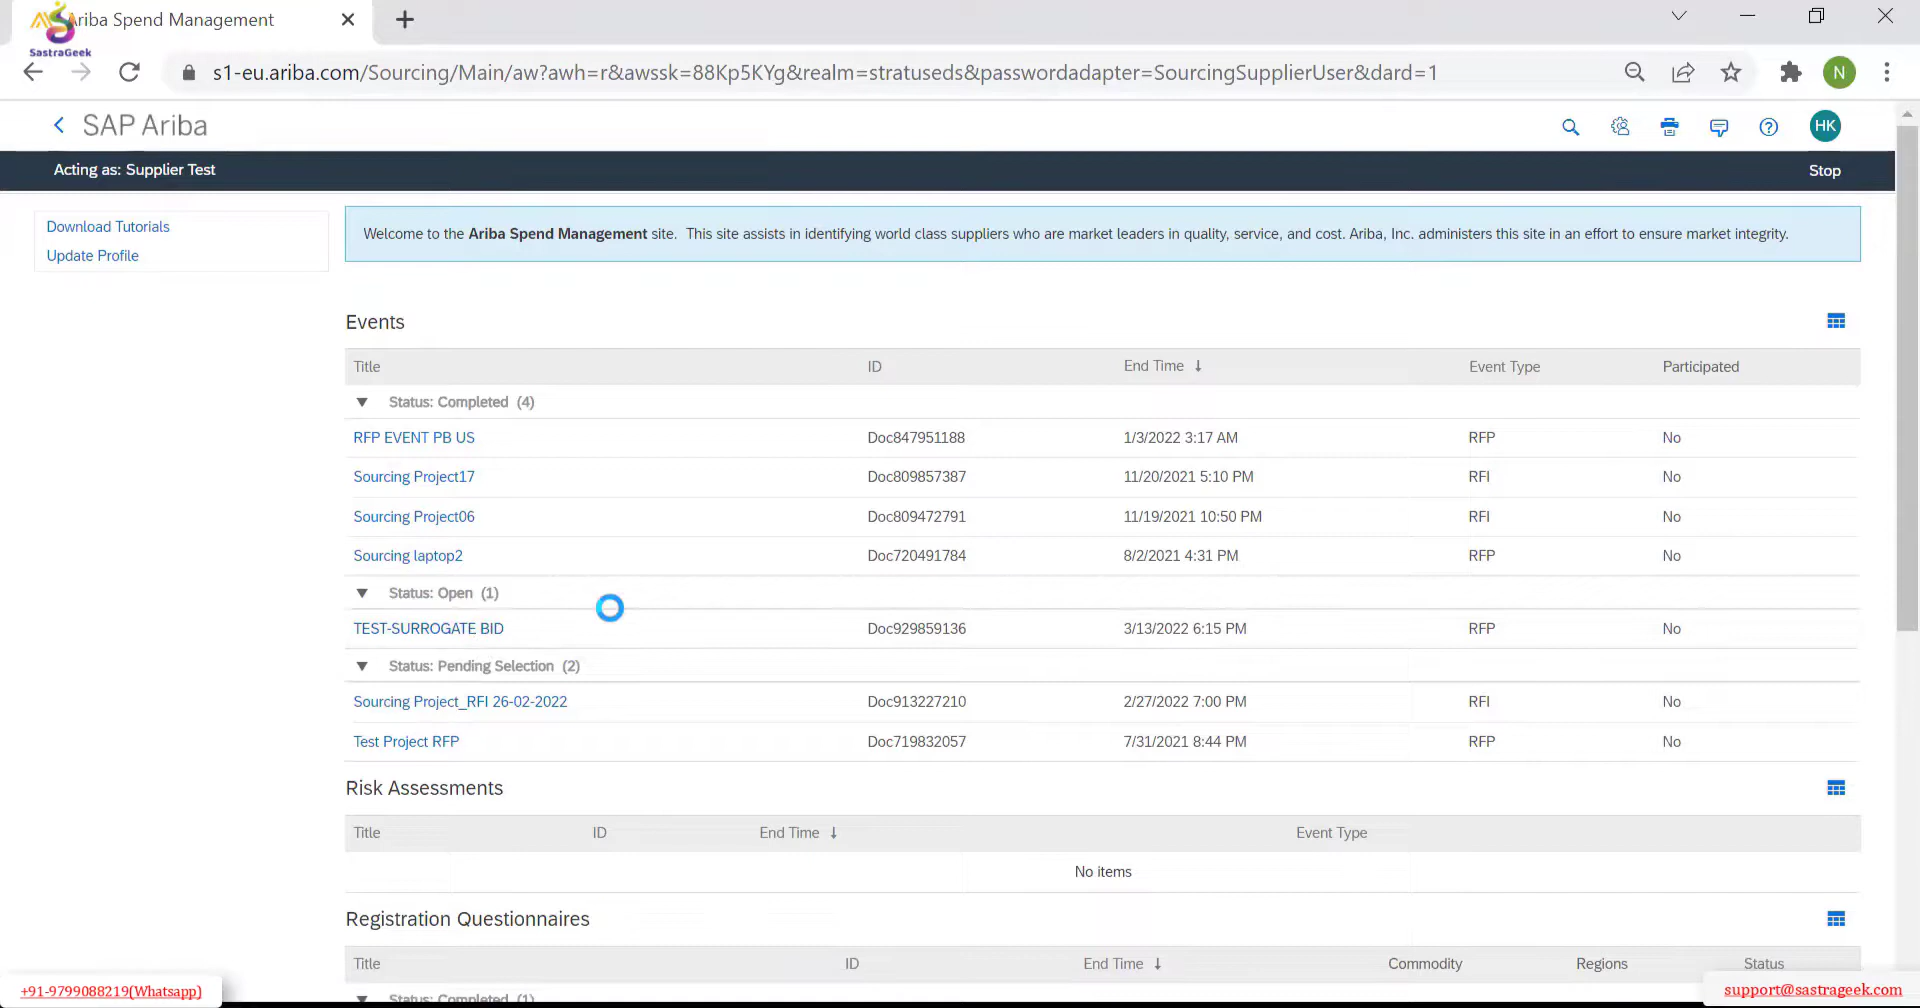 Ariba Spend Management
SastraGeek
s1-eu.ariba.com/Sourcing/Main/aw?awh=r&awssk=88Kp5KYg&realm=stratuseds&passwordadapter=SourcingSupplierUser&dard=1
N
SAP Ariba
HK
Acting as: Supplier Test
Stop
Download Tutorials
Update Profile
Welcome to the Ariba Spend Management site. This site assists in identifying world class suppliers who are market leaders in quality, service, and cost. Ariba, Inc. administers this site in an effort to ensure market integrity.
Events
Title ID End Time ↓ Event Type Participated
Status: Completed (4)
RFP EVENT PB US Doc847951188 1/3/2022 3:17 AM RFP No
Sourcing Project17 Doc809857387 11/20/2021 5:10 PM RFI No
Sourcing Project06 Doc809472791 11/19/2021 10:50 PM RFI No
Sourcing laptop2 Doc720491784 8/2/2021 4:31 PM RFP No
Status: Open (1)
TEST-SURROGATE BID Doc929859136 3/13/2022 6:15 PM RFP No
Status: Pending Selection (2)
Sourcing Project_RFI 26-02-2022 Doc913227210 2/27/2022 7:00 PM RFI No
Test Project RFP Doc719832057 7/31/2021 8:44 PM RFP No
Risk Assessments
Title ID End Time ↓ Event Type
No items
Registration Questionnaires
Title ID End Time ↓ Commodity Regions Status
Status: Completed (1)
+91-9799088219(Whatsapp)
support@sastrageek.com